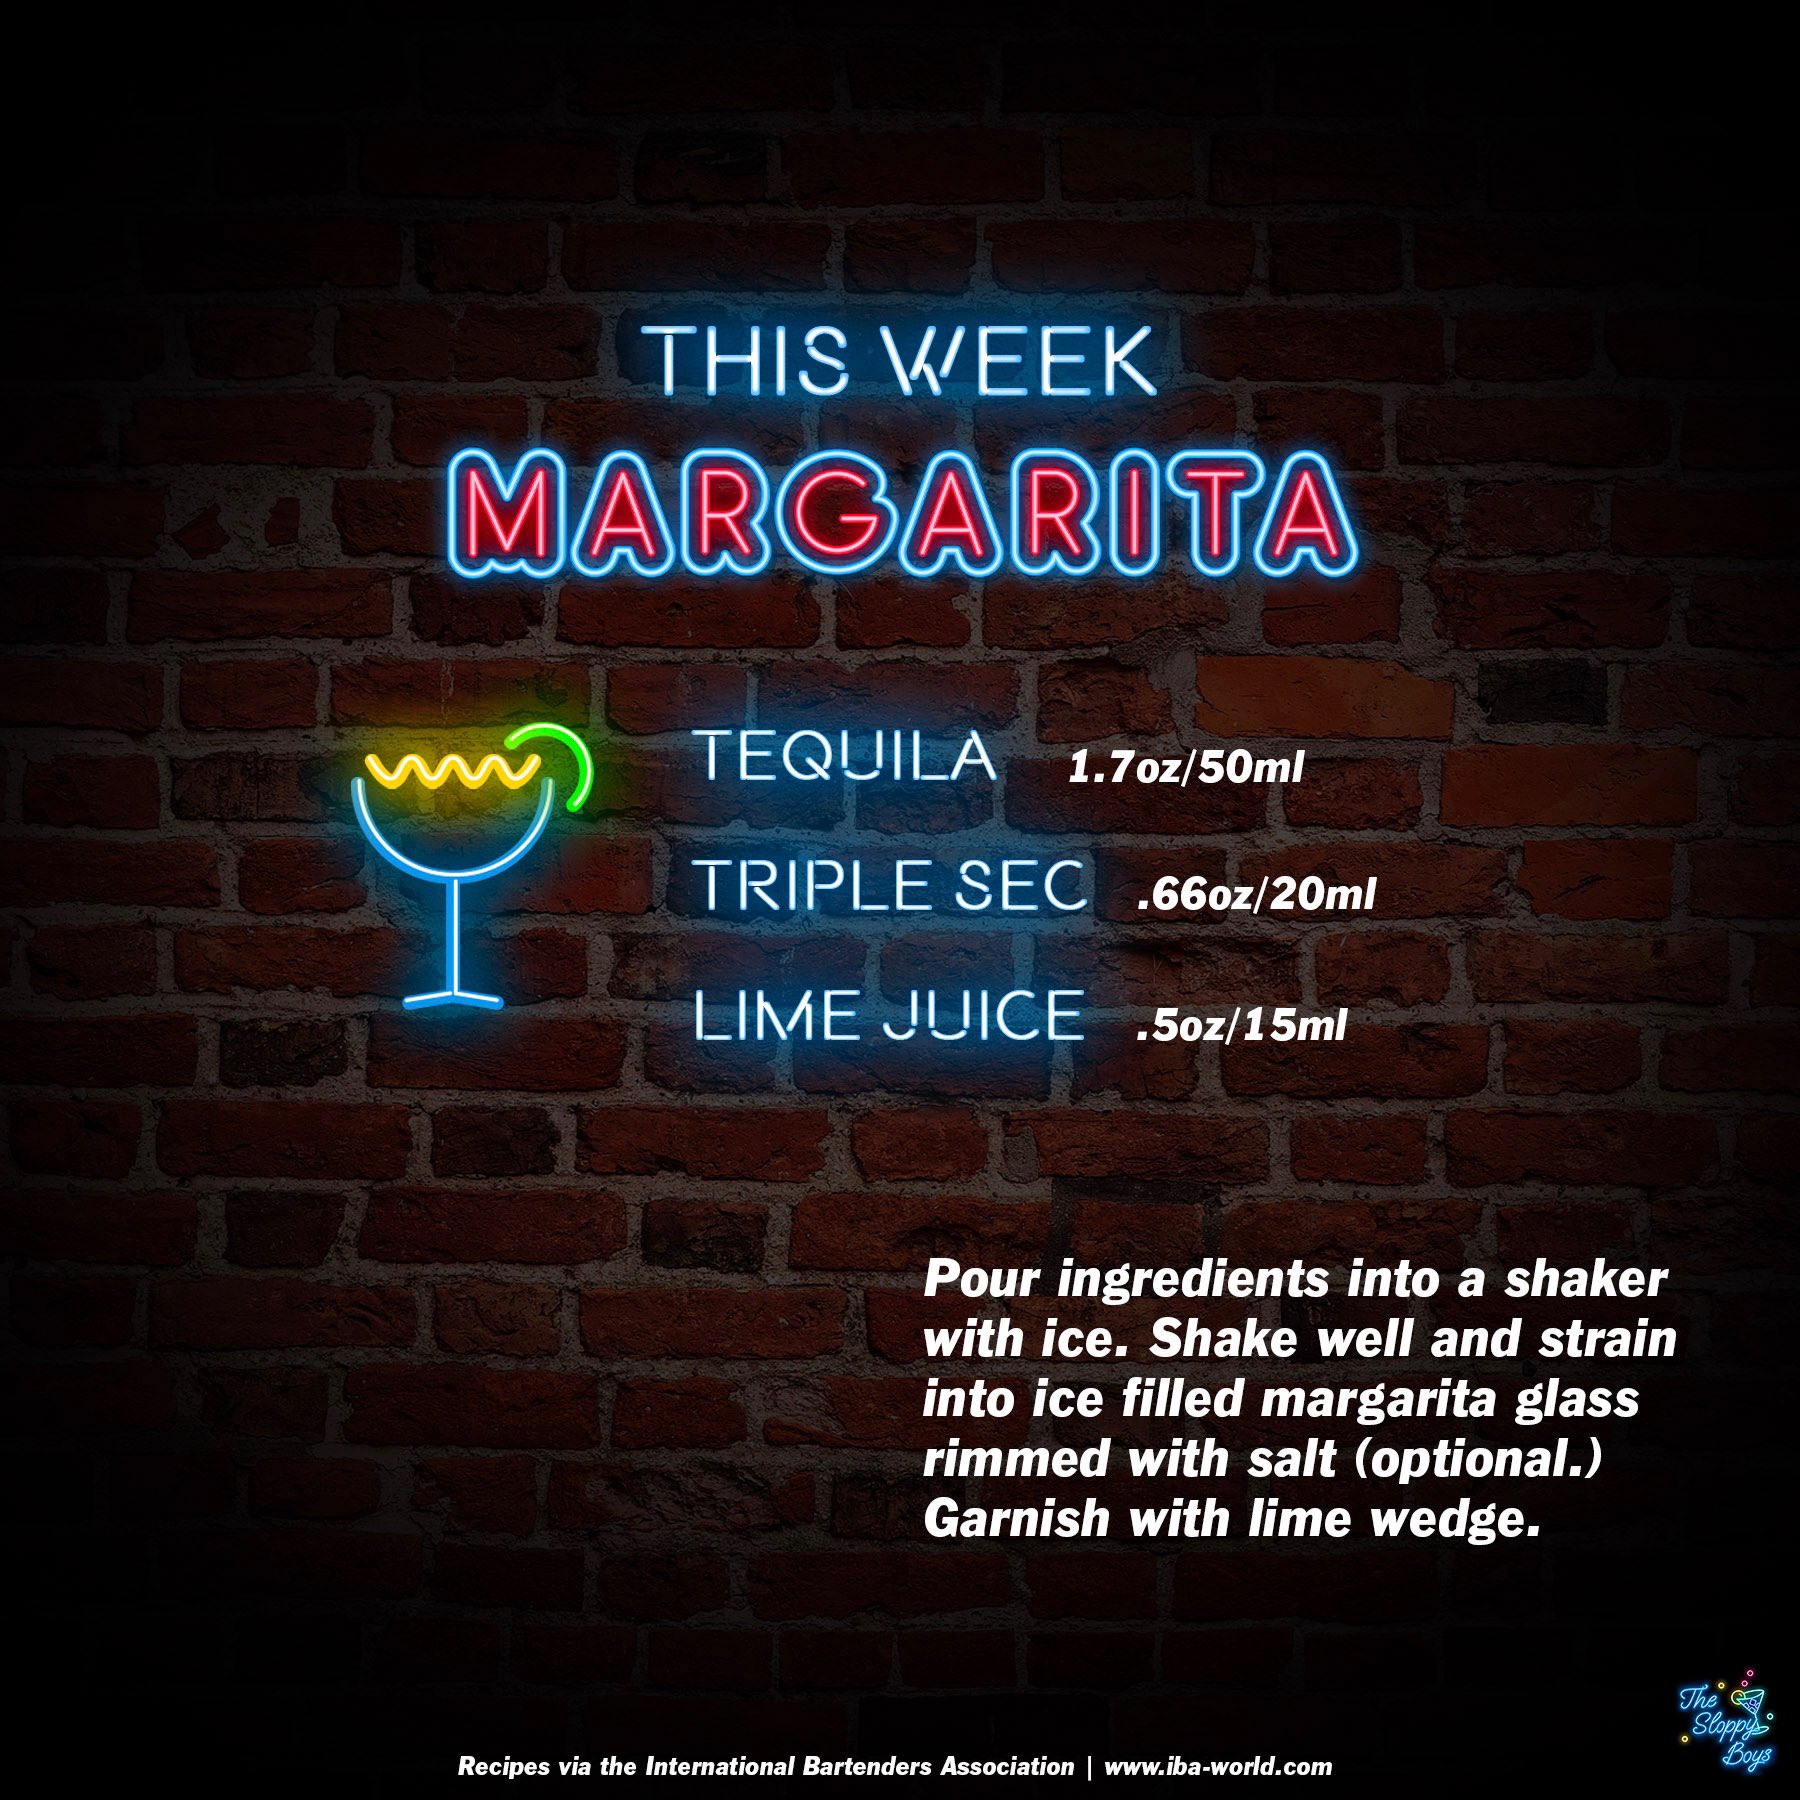 THIS WEEK
MARGARITA
TEQUILA 1.7oz/50ml
TRIPLE SEC .66oz/20ml
LIME JUICE .5oz/15ml
Pour ingredients into a shaker
with ice. Shake well and strain
into ice filled margarita glass
rimmed with salt (optional.)
Garnish with lime wedge.
The
Sloppy
Boys
Recipes via the International Bartenders Association | www.iba-world.com